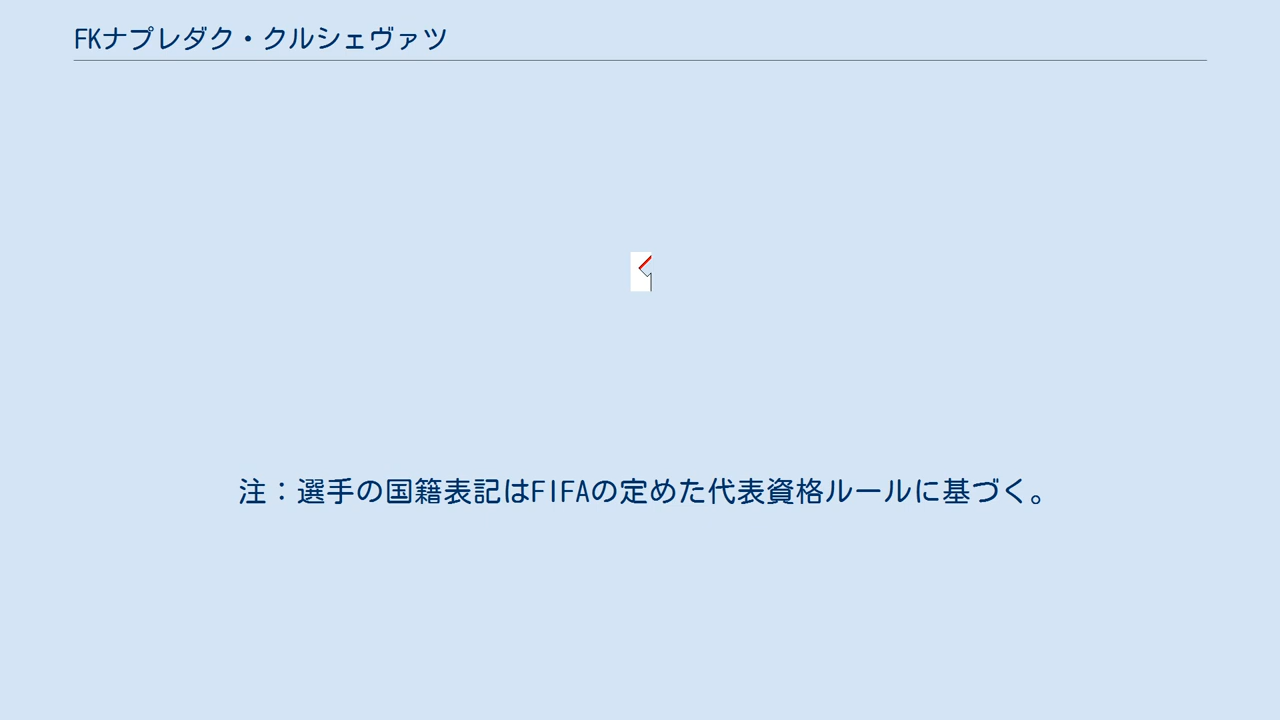 FKナプレダク・クルシェヴァツ
注：選手の国籍表記はFIFAの定めた代表資格ルールに基づく。